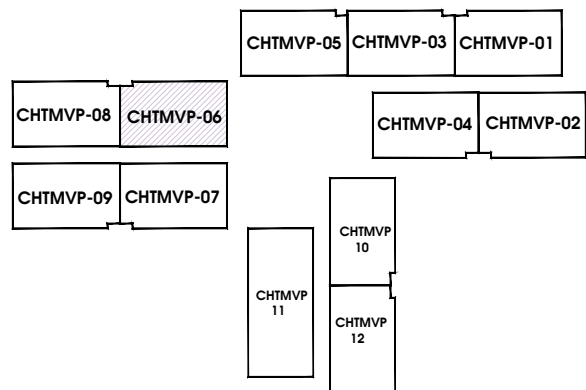 CHTMVP-05 CHTMVP-03 CHTMVP-01
CHTMVP-08 CHTMVP-06
CHTMVP-04 CHTMVP-02
CHTMVP-09 CHTMVP-07
CHTMVP
10
CHTMVP
11
CHTMVP
12